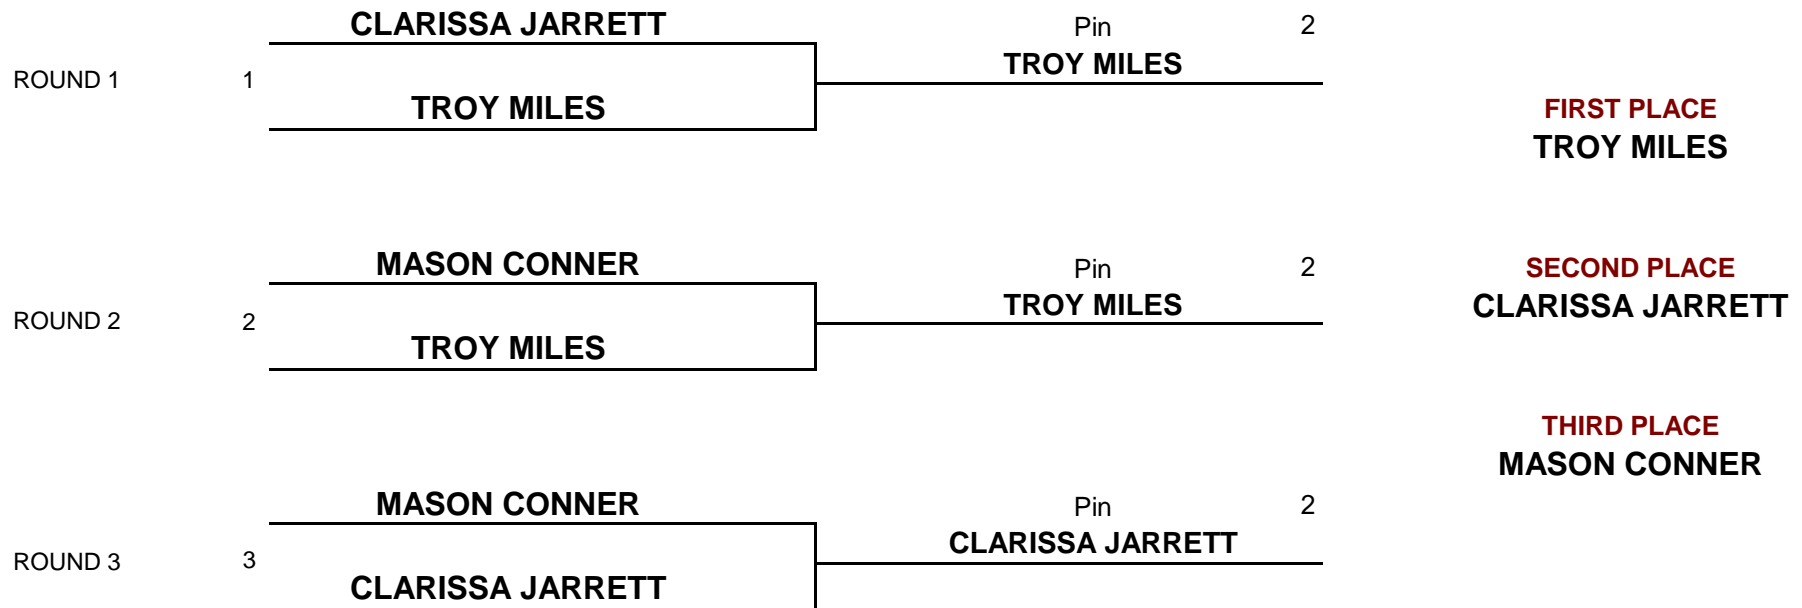 CLARISSA JARRETT
Pin 2
TROY MILES
ROUND 1 1
TROY MILES
FIRST PLACE
TROY MILES
MASON CONNER
Pin 2
TROY MILES
ROUND 2 2
TROY MILES
SECOND PLACE
CLARISSA JARRETT
THIRD PLACE
MASON CONNER
MASON CONNER
Pin 2
CLARISSA JARRETT
ROUND 3 3
CLARISSA JARRETT